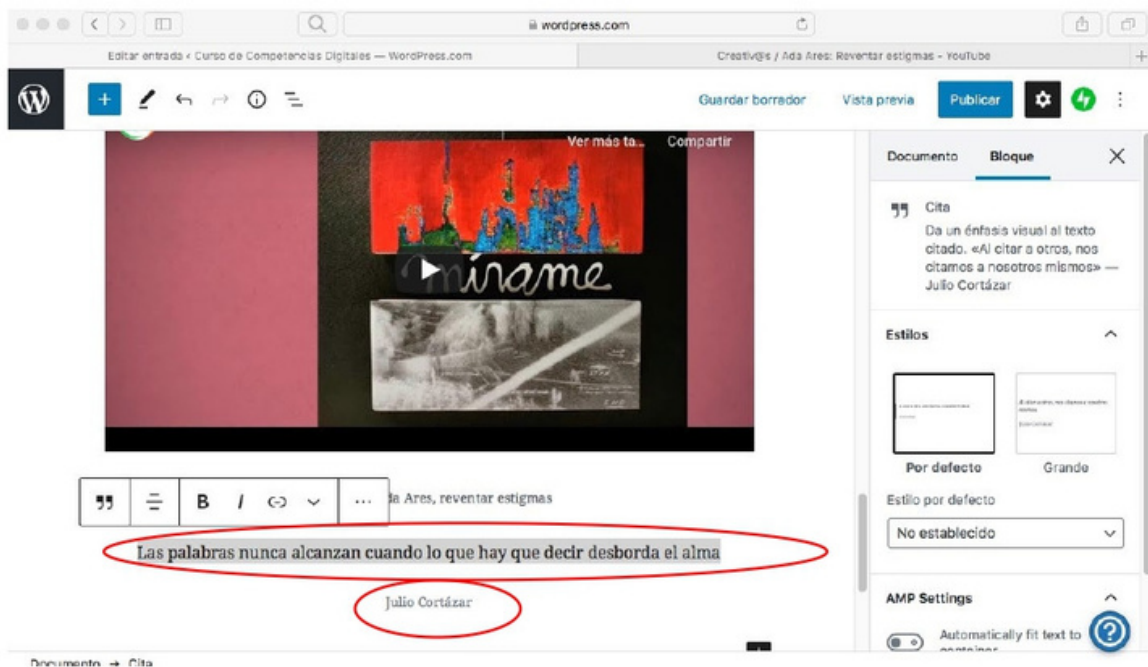 wordpress.com
Editar entrada ‹ Curso de Competencias Digitales — WordPress.com
Creativ@s / Ada Ares: Reventar estigmas - YouTube
Guardar borrador
Vista previa
Publicar
Ver más ta...
Compartir
mírame
Documento
Bloque
Cita
Da un énfasis visual al texto
citado. «Al citar a otros, nos
citamos a nosotros mismos» —
Julio Cortázar
Estilos
Por defecto
Grande
Estilo por defecto
No establecido
AMP Settings
Automatically fit text to
container
B I
da Ares, reventar estigmas
Las palabras nunca alcanzan cuando lo que hay que decir desborda el alma
Julio Cortázar
Documento → Cita